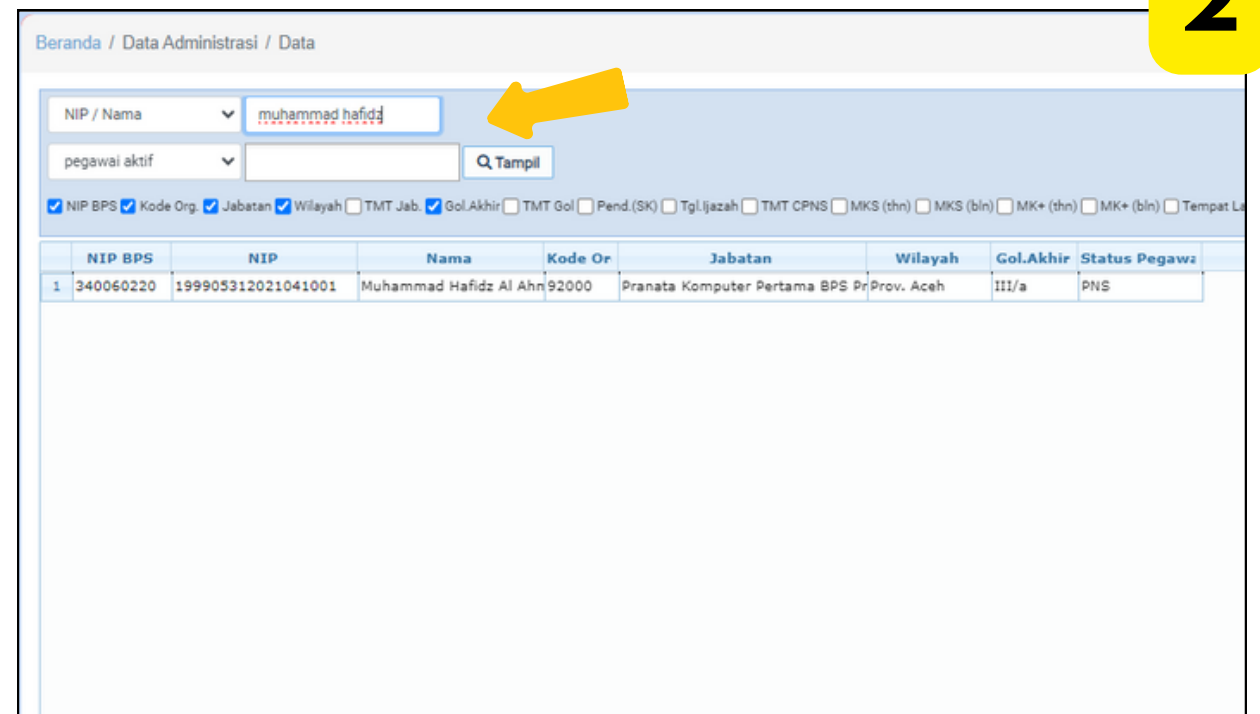 2
Beranda / Data Administrasi / Data
NIP / Nama muhammad hafidz
pegawai aktif Tampil
NIP BPS Kode Org. Jabatan Wilayah TMT Jab. Gol.Akhir TMT Gol Pend.(SK) Tgl.Ijazah TMT CPNS MKS (thn) MKS (bln) MK+ (thn) MK+ (bln) Tempat La
NIP BPS NIP Nama Kode Or Jabatan Wilayah Gol.Akhir Status Pegawa
1 340060220 199905312021041001 Muhammad Hafidz Al Ahn 92000 Pranata Komputer Pertama BPS Pr Prov. Aceh III/a PNS